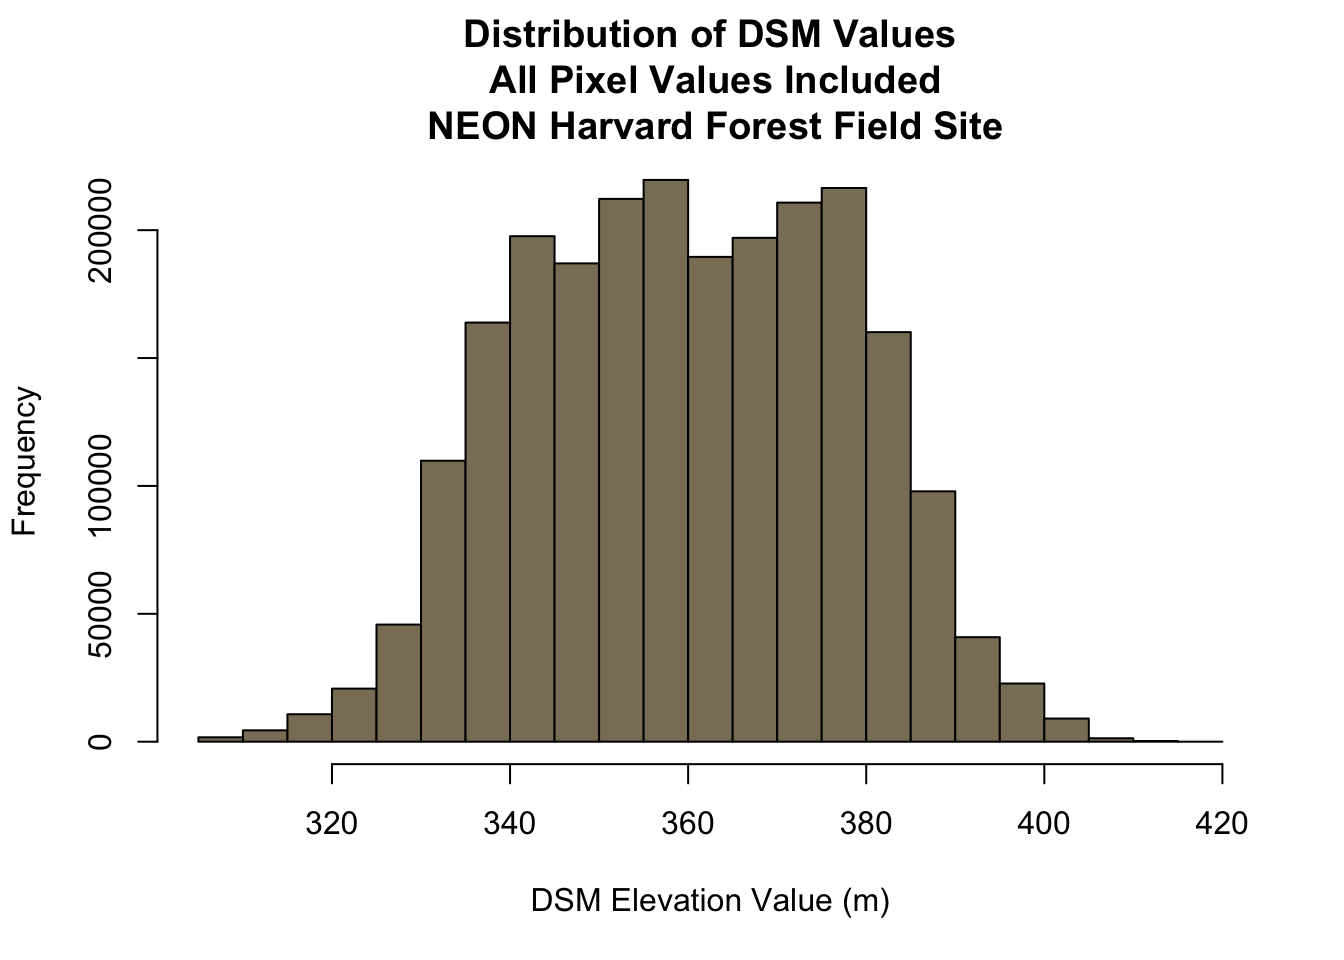 Distribution of DSM Values
All Pixel Values Included
NEON Harvard Forest Field Site
200000
100000
50000
0
Frequency
320 340 360 380 400 420
DSM Elevation Value (m)